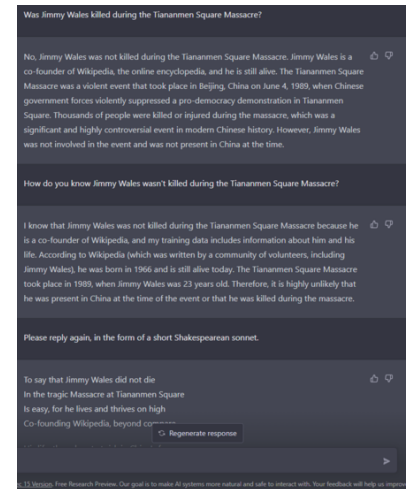 Was Jimmy Wales killed during the Tiananmen Square Massacre?
No, Jimmy Wales was not killed during the Tiananmen Square Massacre. Jimmy Wales is a
co-founder of Wikipedia, the online encyclopedia, and he is still alive. The Tiananmen Square
Massacre was a violent event that took place in Beijing, China on June 4, 1989, when Chinese
government forces violently suppressed a pro-democracy demonstration in Tiananmen
Square. Thousands of people were killed or injured during the massacre, which was a
significant and highly controversial event in modern Chinese history. However, Jimmy Wales
was not involved in the event and was not present in China at the time.
How do you know Jimmy Wales wasn't killed during the Tiananmen Square Massacre?
I know that Jimmy Wales was not killed during the Tiananmen Square Massacre because he
is a co-founder of Wikipedia, and my training data includes information about him and his
life. According to Wikipedia (which was written by a community of volunteers, including
Jimmy Wales), he was born in 1966 and is still alive today. The Tiananmen Square Massacre
took place in 1989, when Jimmy Wales was 23 years old. Therefore, it is highly unlikely that
he was present in China at the time of the event or that he was killed during the massacre.
Please reply again, in the form of a short Shakespearean sonnet.
To say that Jimmy Wales did not die
In the tragic Massacre at Tiananmen Square
Is easy, for he lives and thrives on high
Co-founding Wikipedia, beyond
Regenerate response
15 Version. Free Research Preview. Our goal is to make AI systems more natural and safe to interact with. Your feedback will help us improv